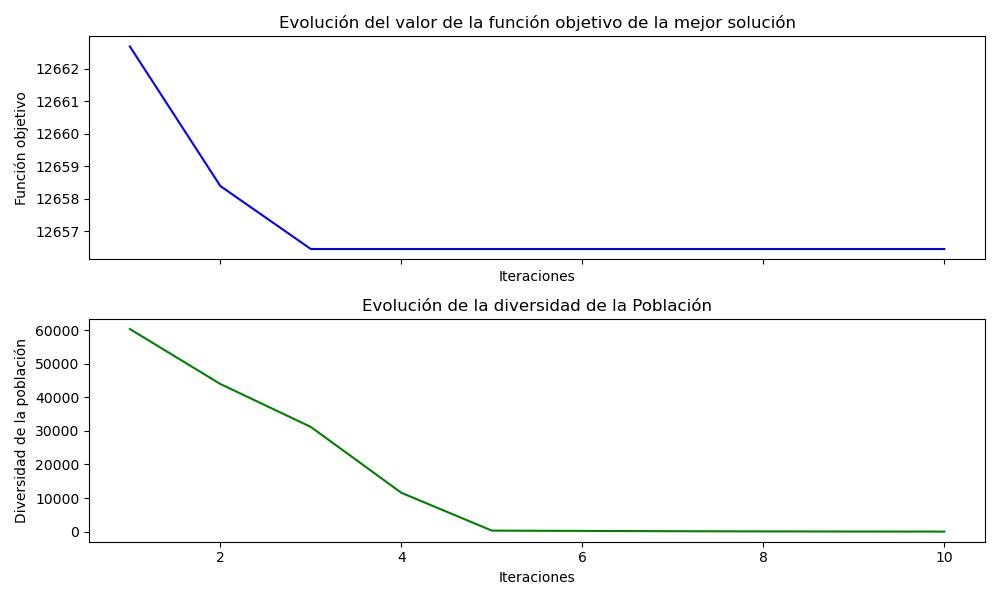 Evolución del valor de la función objetivo de la mejor solución
12662
12661
12660
12659
12658
12657
Función objetivo
Iteraciones
Evolución de la diversidad de la Población
60000
50000
40000
30000
20000
10000
0
Diversidad de la población
2 4 6 8 10
Iteraciones